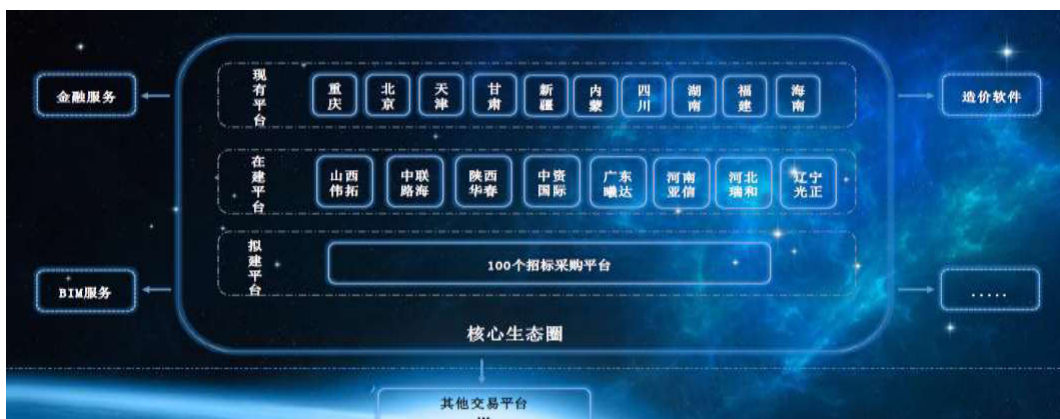 现有平台
重庆
北京
天津
甘肃
新疆
内蒙
四川
湖南
福建
海南
金融服务
造价软件
在建平台
山西
伟拓
中联
路海
陕西
华春
中资
国际
广东
曦达
河南
亚信
河北
瑞和
辽宁
光正
拟建平台
100个招标采购平台
BIM服务
.....
核心生态圈
其他交易平台
...